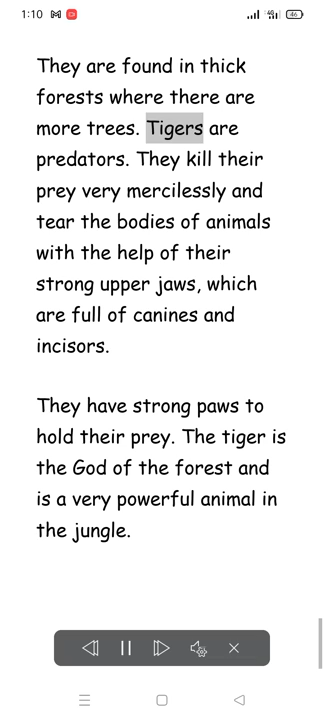 1:10
4G
46
They are found in thick
forests where there are
more trees. Tigers are
predators. They kill their
prey very mercilessly and
tear the bodies of animals
with the help of their
strong upper jaws, which
are full of canines and
incisors.
They have strong paws to
hold their prey. The tiger is
the God of the forest and
is a very powerful animal in
the jungle.